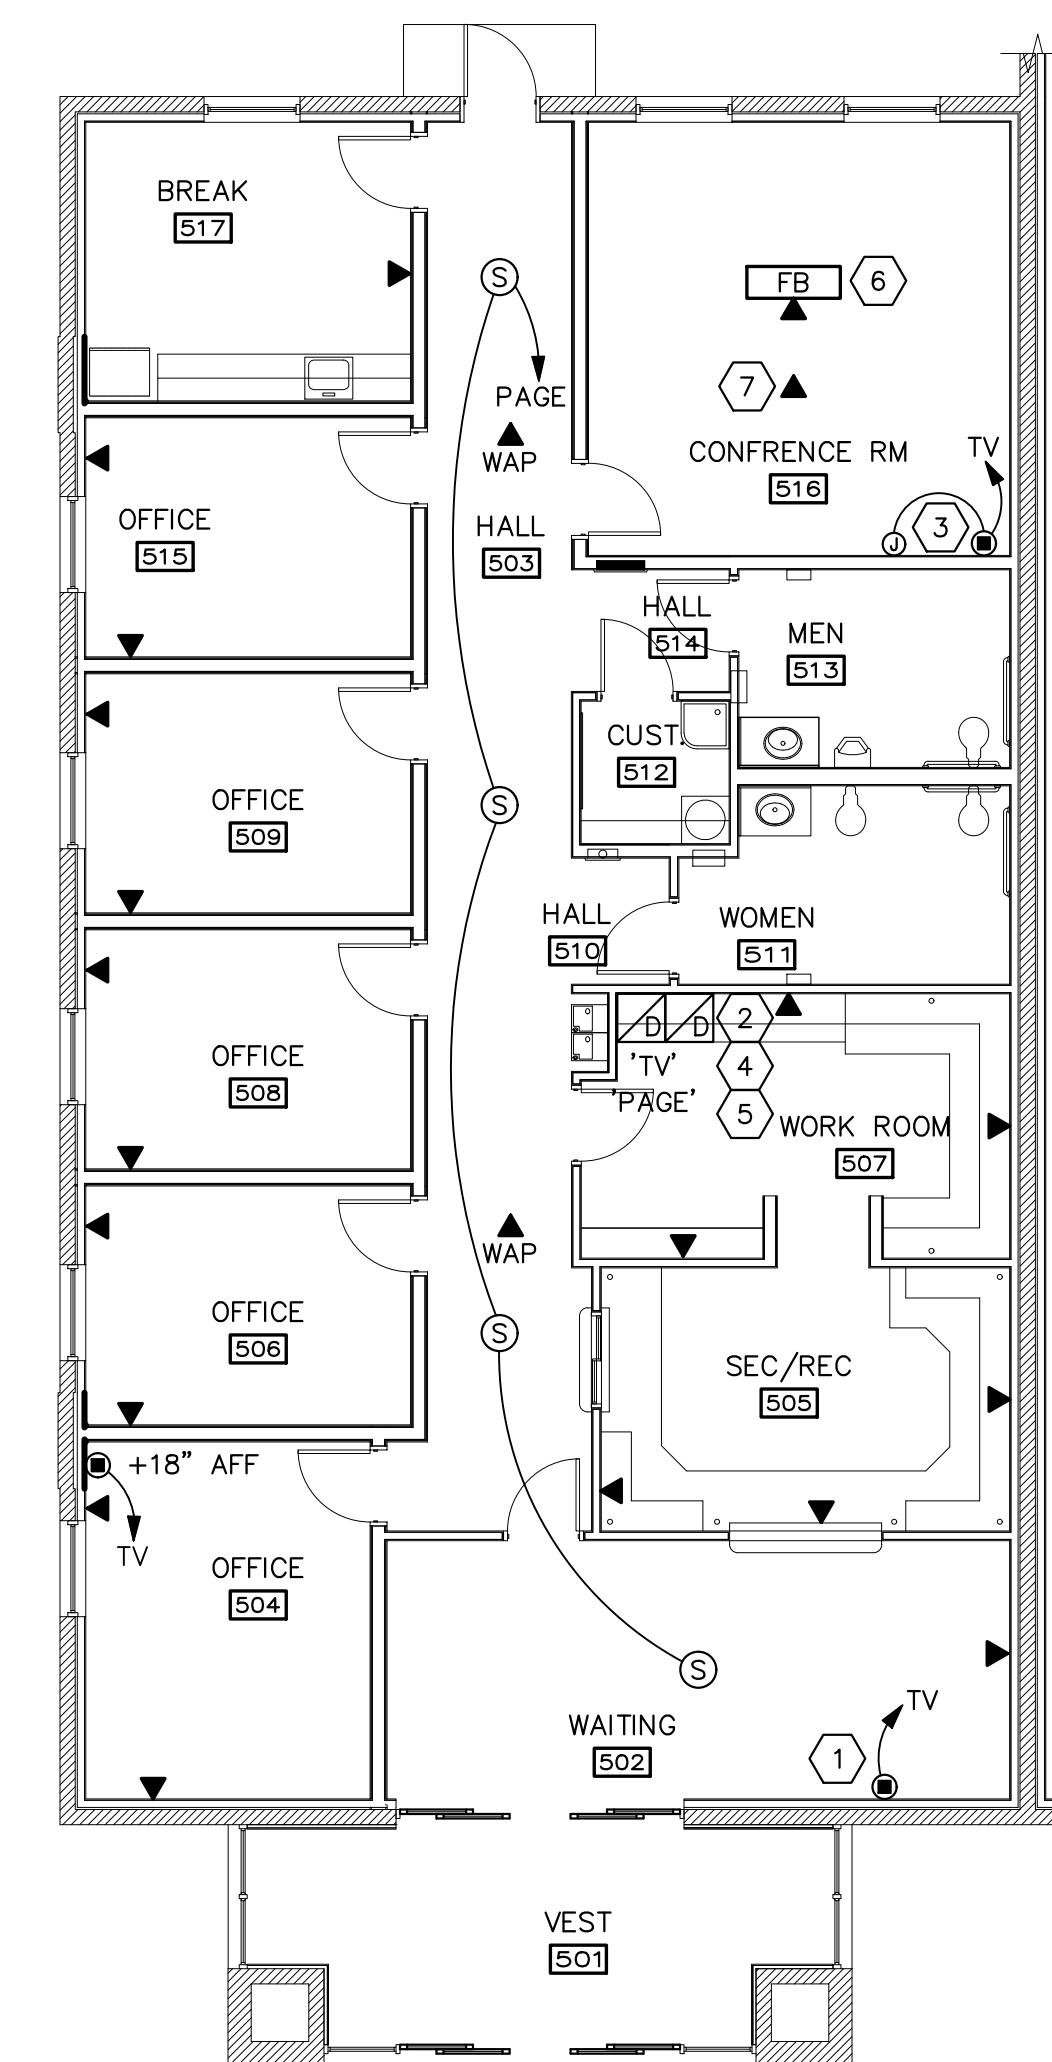 BREAK
517
S
FB
6
PAGE
7
WAP
CONFRENCE RM
516
TV
OFFICE
515
HALL
503
J
3
HALL
514
MEN
513
CUST.
512
OFFICE
509
S
HALL
510
WOMEN
511
D
D
2
OFFICE
508
'TV'
4
'PAGE'
5
WORK ROOM
507
WAP
OFFICE
506
S
SEC/REC
505
+18" AFF
TV
OFFICE
504
S
TV
WAITING
502
1
VEST
501